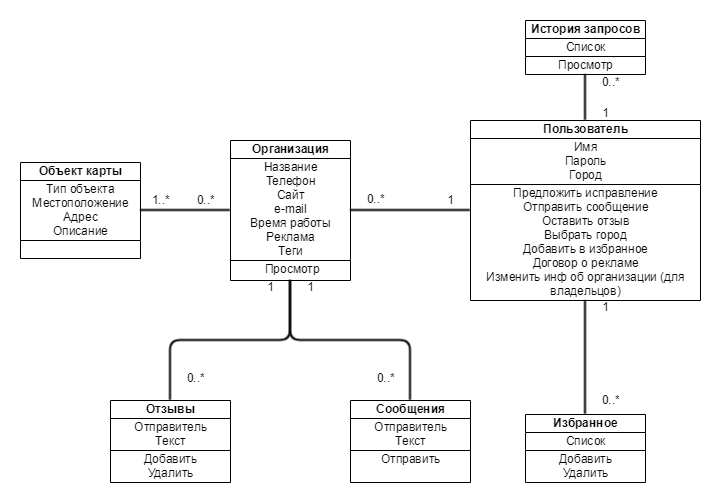 История запросов
Список
Просмотр
0..*
1
Пользователь
Имя
Пароль
Город
Предложить исправление
Отправить сообщение
Оставить отзыв
Выбрать город
Добавить в избранное
Договор о рекламе
Изменить инф об организации (для
владельцов)
Организация
Название
Телефон
Сайт
e-mail
Время работы
Реклама
Теги
Просмотр
Объект карты
Тип объекта
Местоположение
Адрес
Описание
1..*
0..*
0..*
1
1
1
1
0..*
0..*
0..*
Отзывы
Отправитель
Текст
Добавить
Удалить
Сообщения
Отправитель
Текст
Отправить
Избранное
Список
Добавить
Удалить